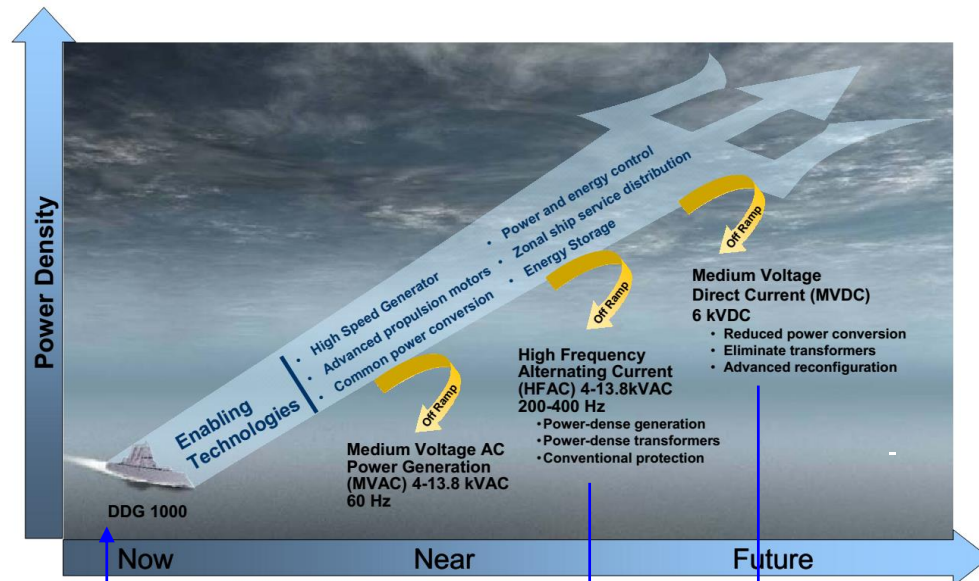 Power Density
Enabling
Technologies
• High Speed Generator
• Advanced propulsion motors
• Common power conversion
• Power and energy control
• Zonal ship service distribution
• Energy Storage
Off Ramp
Medium Voltage AC
Power Generation
(MVAC) 4-13.8 kVAC
60 Hz
Off Ramp
High Frequency
Alternating Current
(HFAC) 4-13.8kVAC
200-400 Hz
•Power-dense generation
•Power-dense transformers
•Conventional protection
Off Ramp
Medium Voltage
Direct Current (MVDC)
6 kVDC
• Reduced power conversion
• Eliminate transformers
• Advanced reconfiguration
DDG 1000
Now
Near
Future